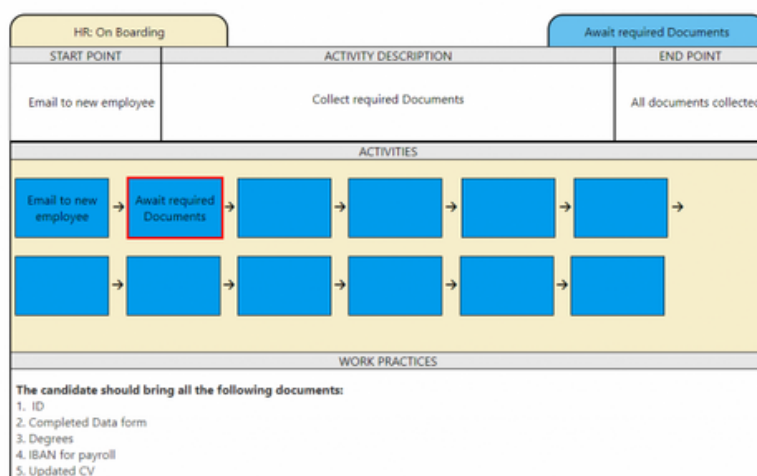 HR: On Boarding
Await required Documents
START POINT
ACTIVITY DESCRIPTION
END POINT
Email to new employee
Collect required Documents
All documents collected
ACTIVITIES
Email to new
employee
Await required
Documents
WORK PRACTICES
The candidate should bring all the following documents:
1. ID
2. Completed Data form
3. Degrees
4. IBAN for payroll
5. Updated CV